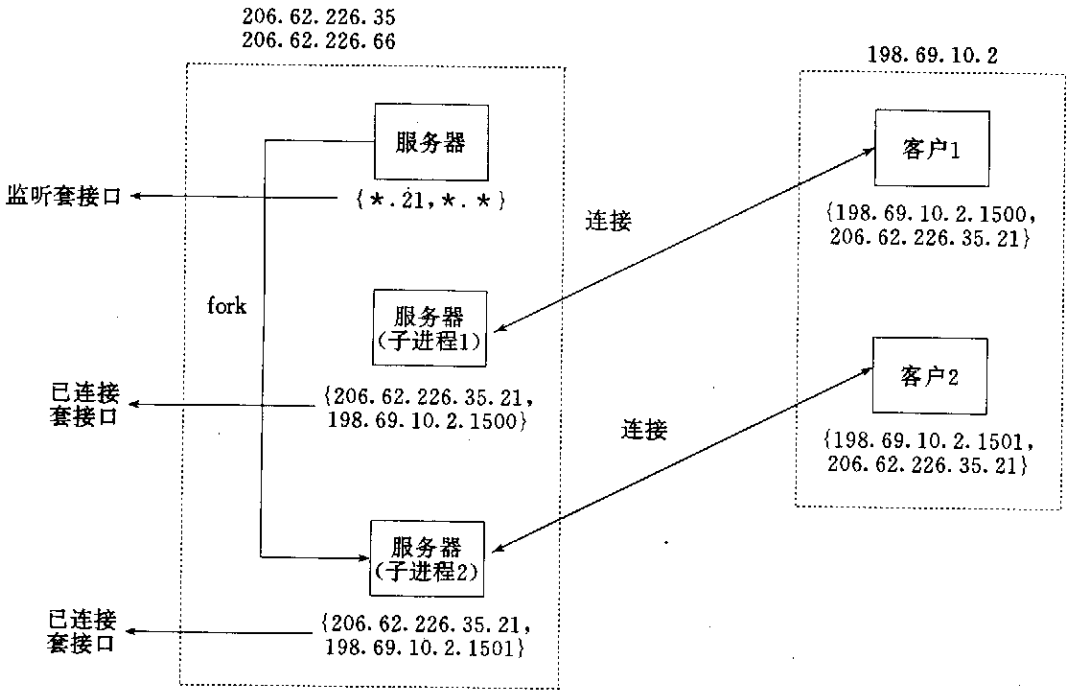 206.62.226.35
206.62.226.66
198.69.10.2
服务器
客户1
监听套接口
{*.21,*.*}
{198.69.10.2.1500,
206.62.226.35.21}
连接
fork
服务器
(子进程1)
客户2
已连接
套接口
{206.62.226.35.21,
198.69.10.2.1500}
连接
{198.69.10.2.1501,
206.62.226.35.21}
服务器
(子进程2)
已连接
套接口
{206.62.226.35.21,
198.69.10.2.1501}